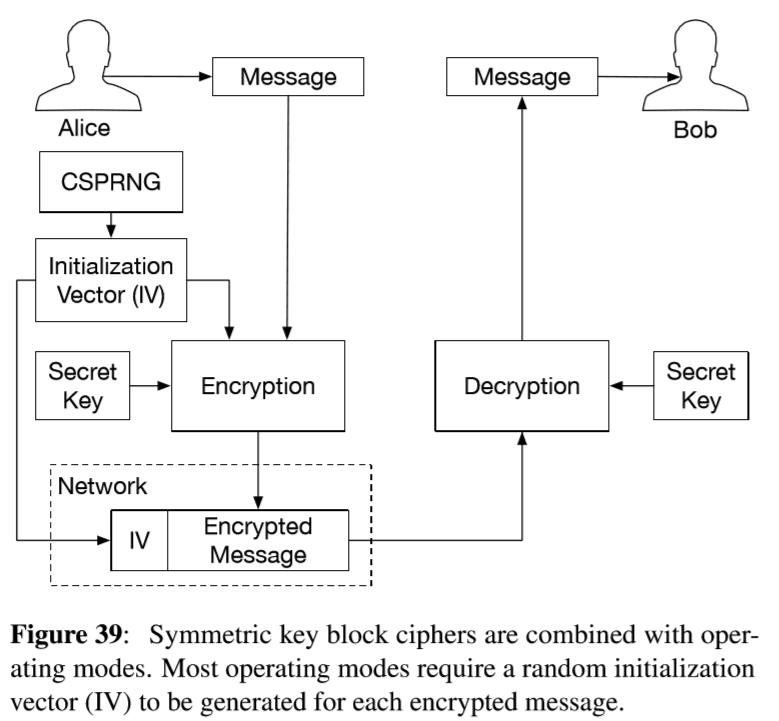 Message
Message
Alice
Bob
CSPRNG
Initialization
Vector (IV)
Secret
Key
Encryption
Decryption
Secret
Key
Network
IV
Encrypted
Message
Figure 39: Symmetric key block ciphers are combined with oper-
ating modes. Most operating modes require a random initialization
vector (IV) to be generated for each encrypted message.